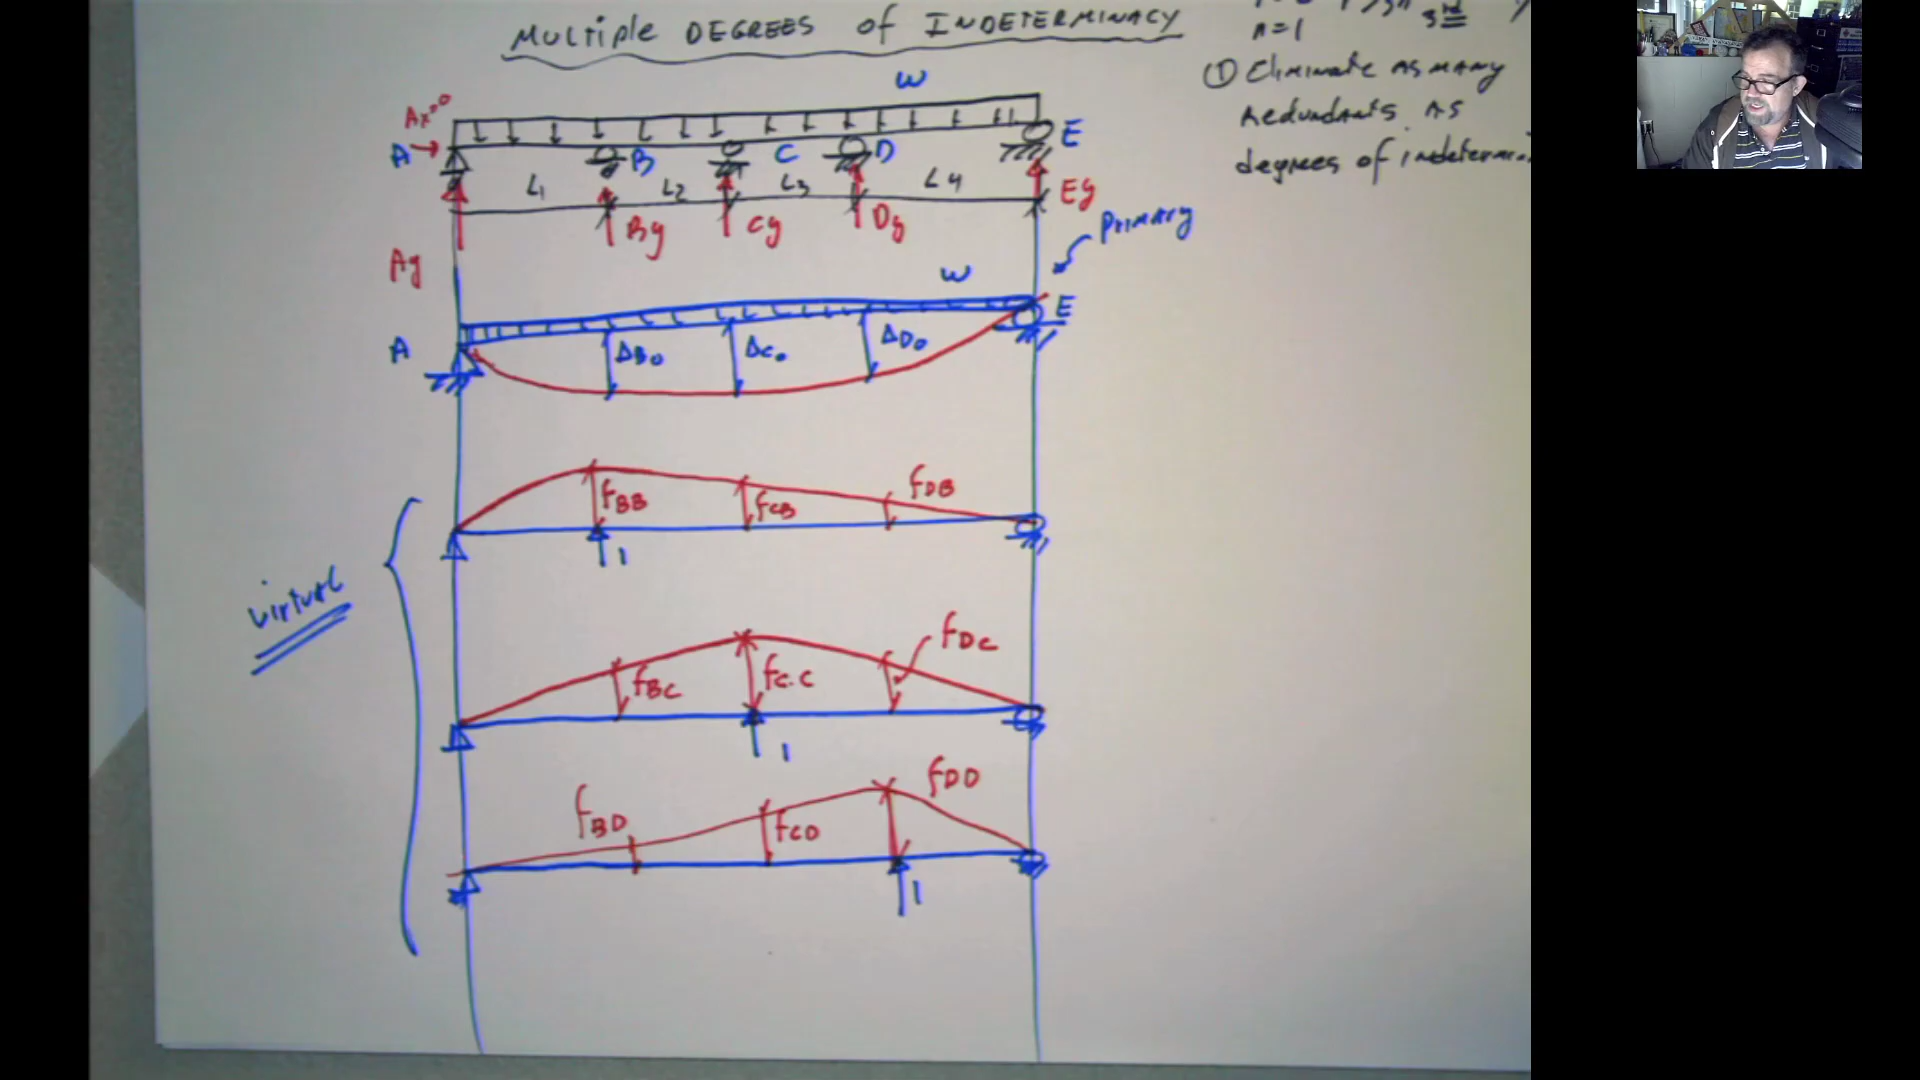 MULTIPLE DEGREES of INDETERMINACY
n=1
3rd
① Eliminate AS MANY
Redundants AS
degrees of indetermi
w
Ax=0
A
B
C
D
E
L1
L2
L3
L4
Ay
By
Cy
Dy
Ey
Primary
w
A
E
ΔBo
ΔCo
ΔDo
Virtual
fBB
fCB
fDB
1
fBC
fC.C
fDC
1
fBD
fCD
fDD
1